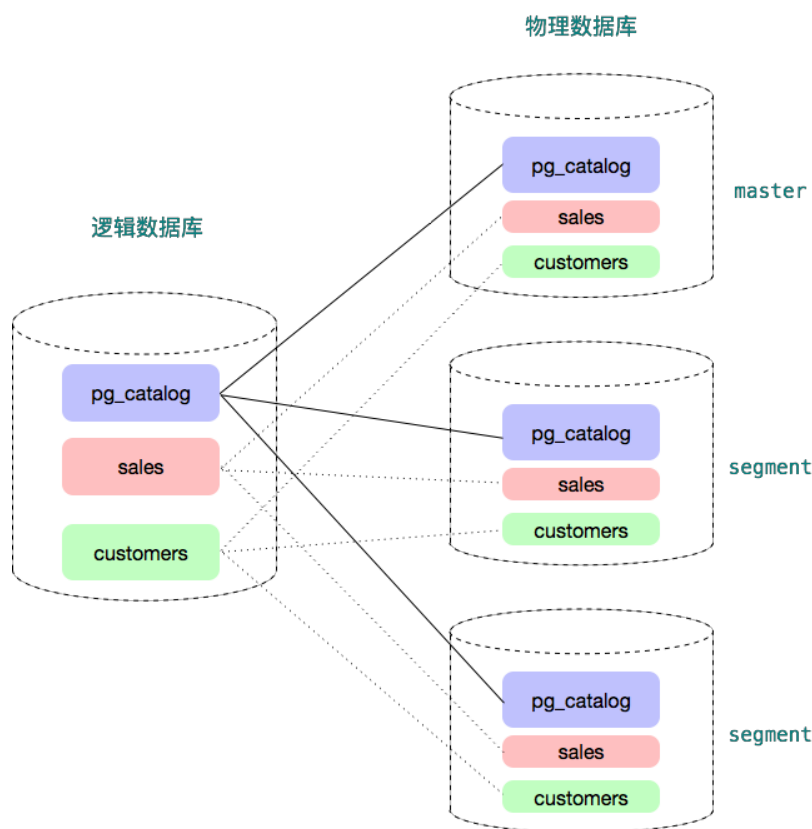 物理数据库
pg_catalog
sales
customers
master
逻辑数据库
pg_catalog
sales
customers
pg_catalog
sales
customers
segment
pg_catalog
sales
customers
segment